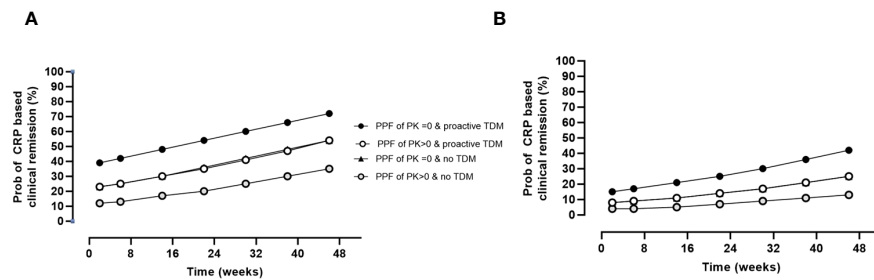 A
B
100
90
80
70
60
50
40
30
20
10
0
Prob of CRP based
clinical remission (%)
0 8 16 24 32 40 48
Time (weeks)
PPF of PK =0 & proactive TDM
PPF of PK>0 & proactive TDM
PPF of PK =0 & no TDM
PPF of PK>0 & no TDM
100
90
80
70
60
50
40
30
20
10
0
Prob of CRP based
clinical remission (%)
0 8 16 24 32 40 48
Time (weeks)